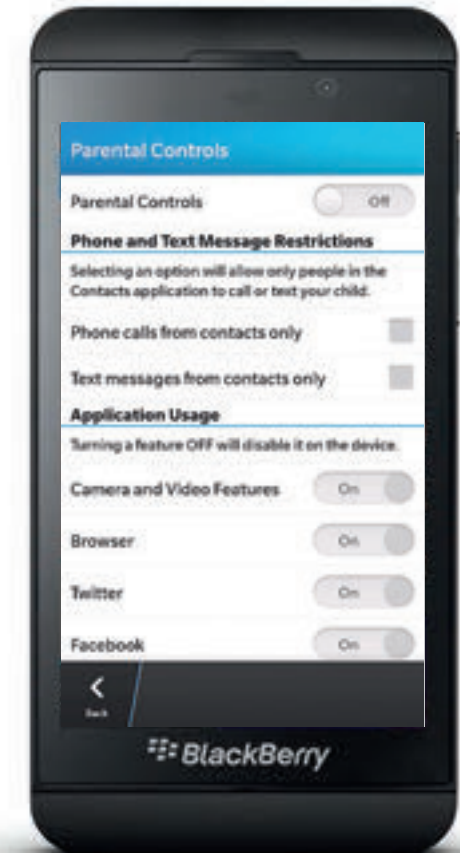 Parental Controls
Parental Controls
Off
Phone and Text Message Restrictions
Selecting an option will allow only people in the
Contacts application to call or text your child.
Phone calls from contacts only
Text messages from contacts only
Application Usage
Turning a feature OFF will disable it on the device.
Camera and Video Features
On
Browser
On
Twitter
On
Facebook
On
Back
BlackBerry